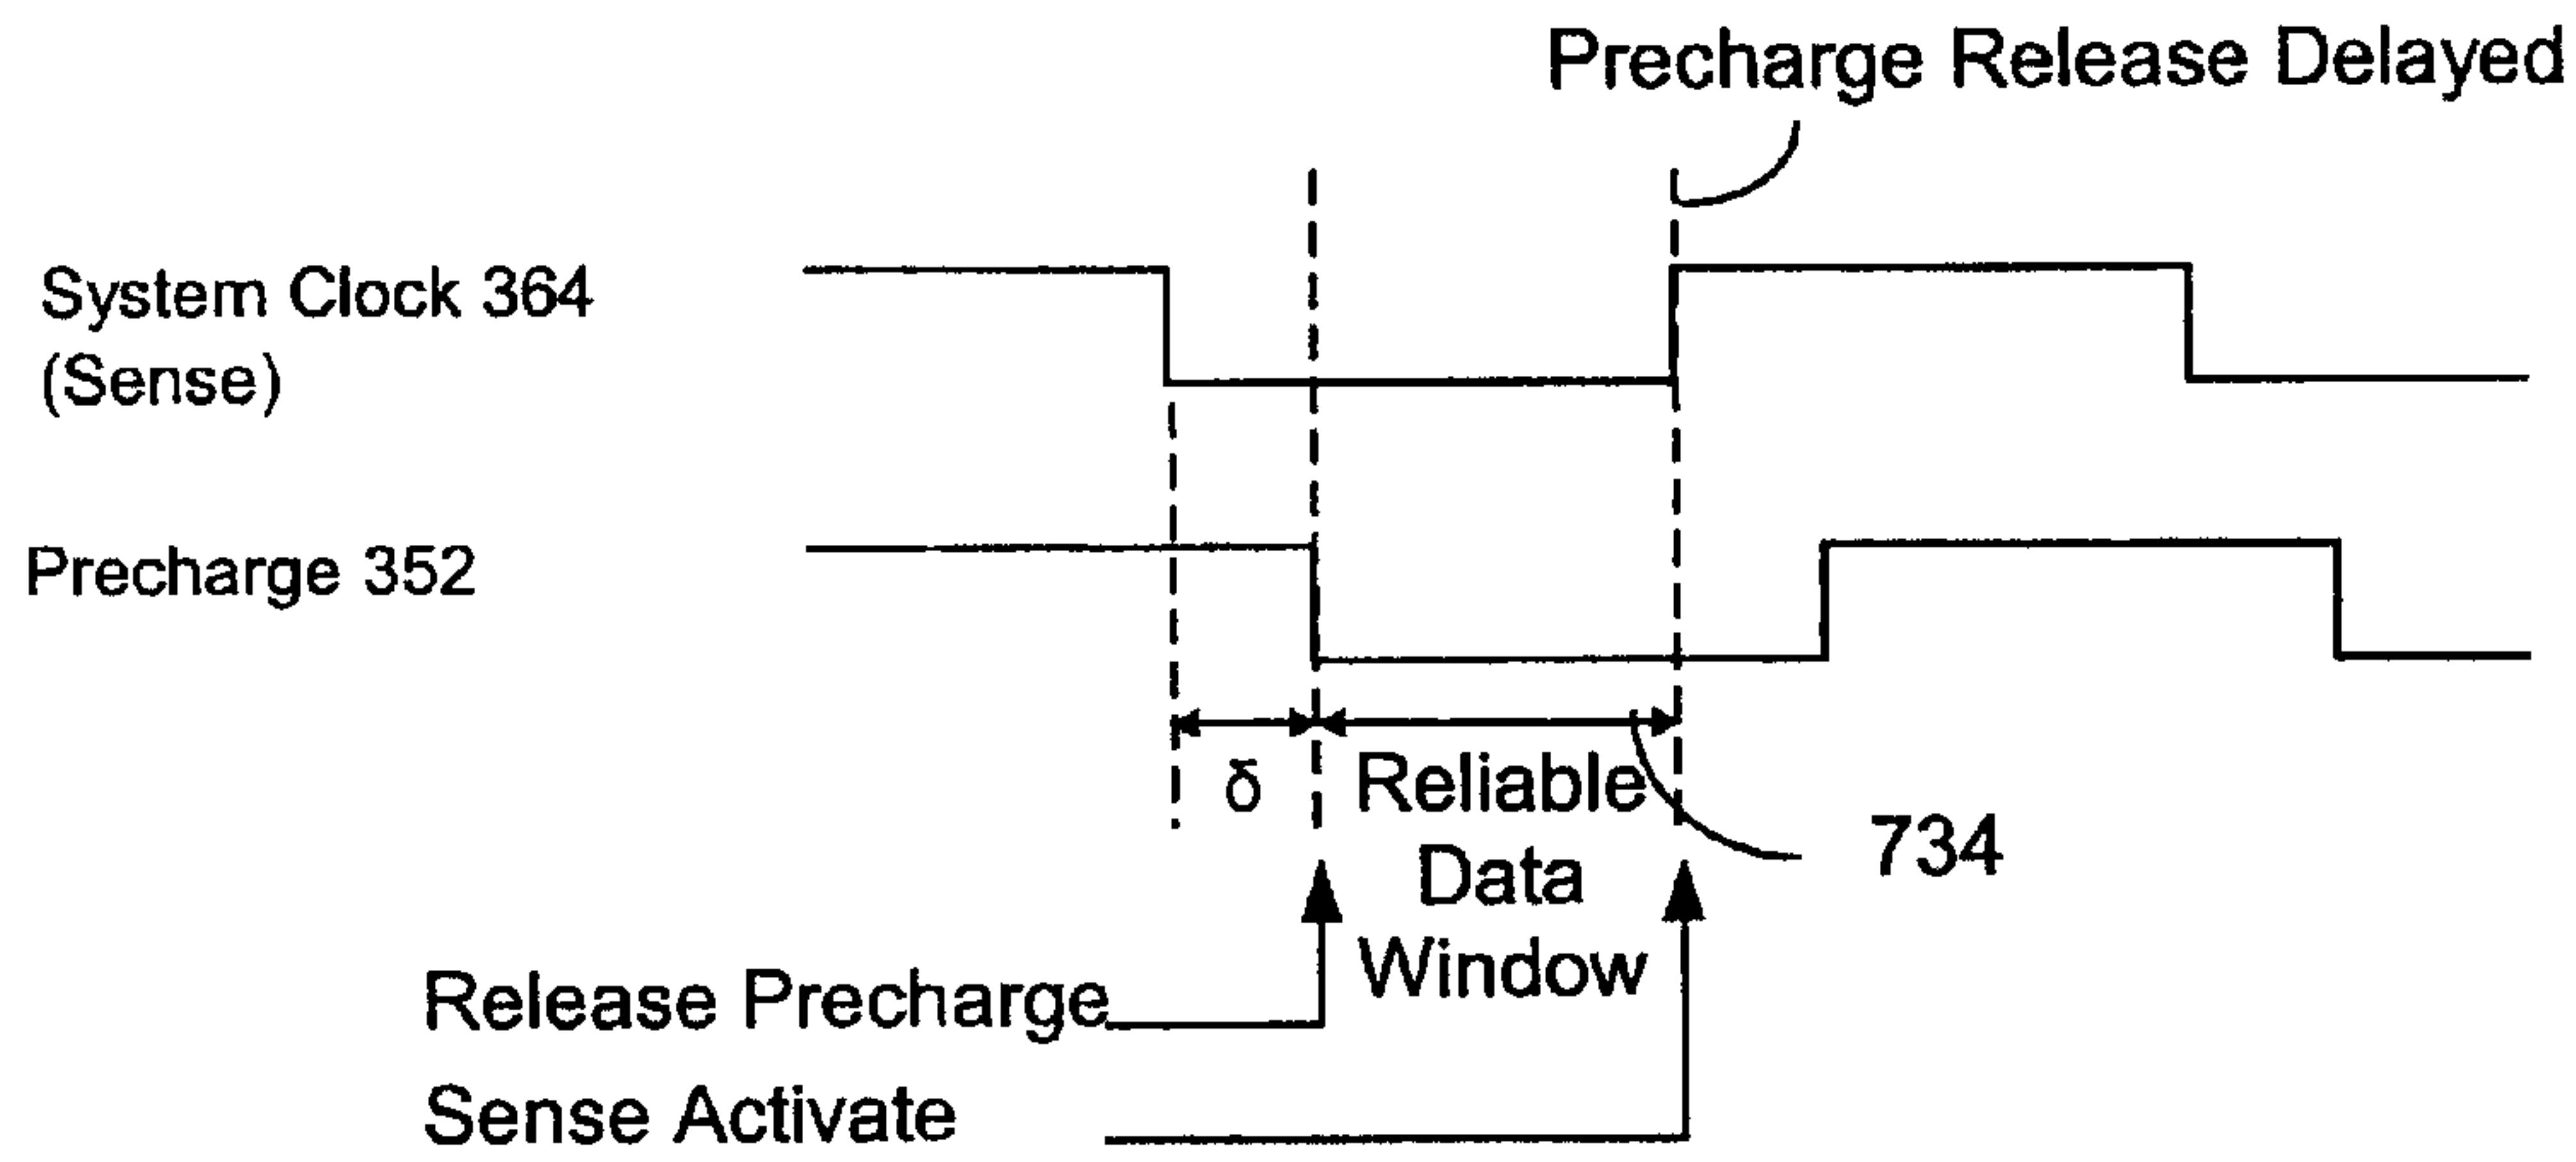 Precharge Release Delayed
System Clock 364
(Sense)
Precharge 352
δ
Reliable
Data
Window
734
Release Precharge
Sense Activate